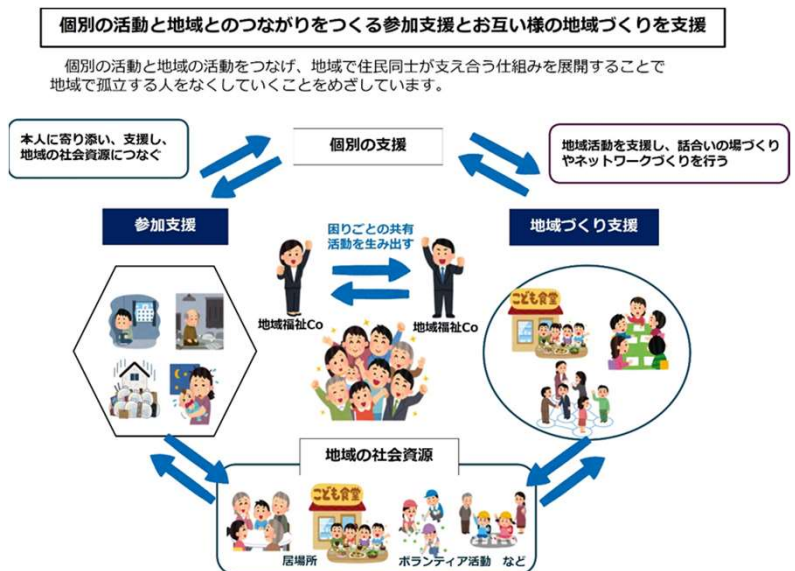 個別の活動と地域とのつながりをつくる参加支援とお互い様の地域づくりを支援
個別の活動と地域の活動をつなげ、地域で住民同士が支え合う仕組みを展開することで
地域で孤立する人をなくしていくことをめざしています。
本人に寄り添い、支援し、
地域の社会資源につなぐ
個別の支援
地域活動を支援し、話合いの場づくり
やネットワークづくりを行う
参加支援
困りごとの共有
活動を生み出す
地域づくり支援
地域福祉Co
地域福祉Co
こども食堂
地域の社会資源
こども食堂
居場所
ボランティア活動 など